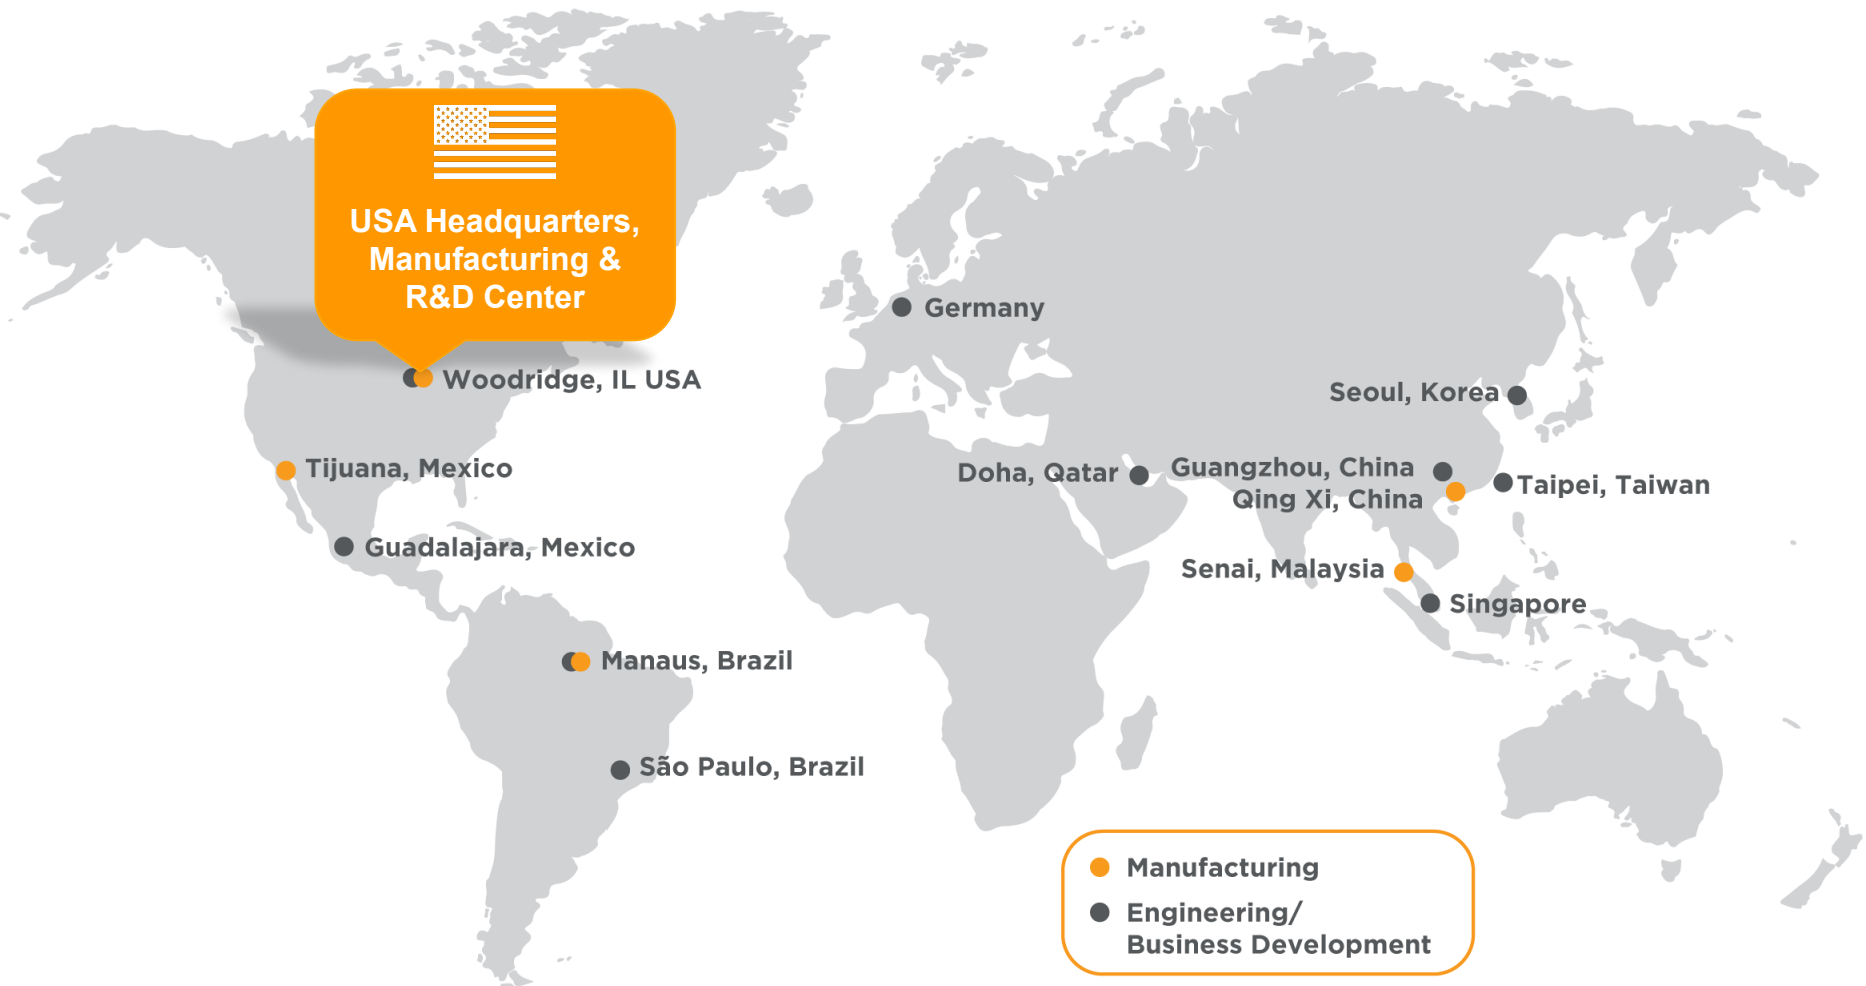 USA Headquarters,
Manufacturing &
R&D Center
Woodridge, IL USA
Tijuana, Mexico
Guadalajara, Mexico
Manaus, Brazil
São Paulo, Brazil
Germany
Doha, Qatar
Seoul, Korea
Guangzhou, China
Qing Xi, China
Taipei, Taiwan
Senai, Malaysia
Singapore
Manufacturing
Engineering/
Business Development